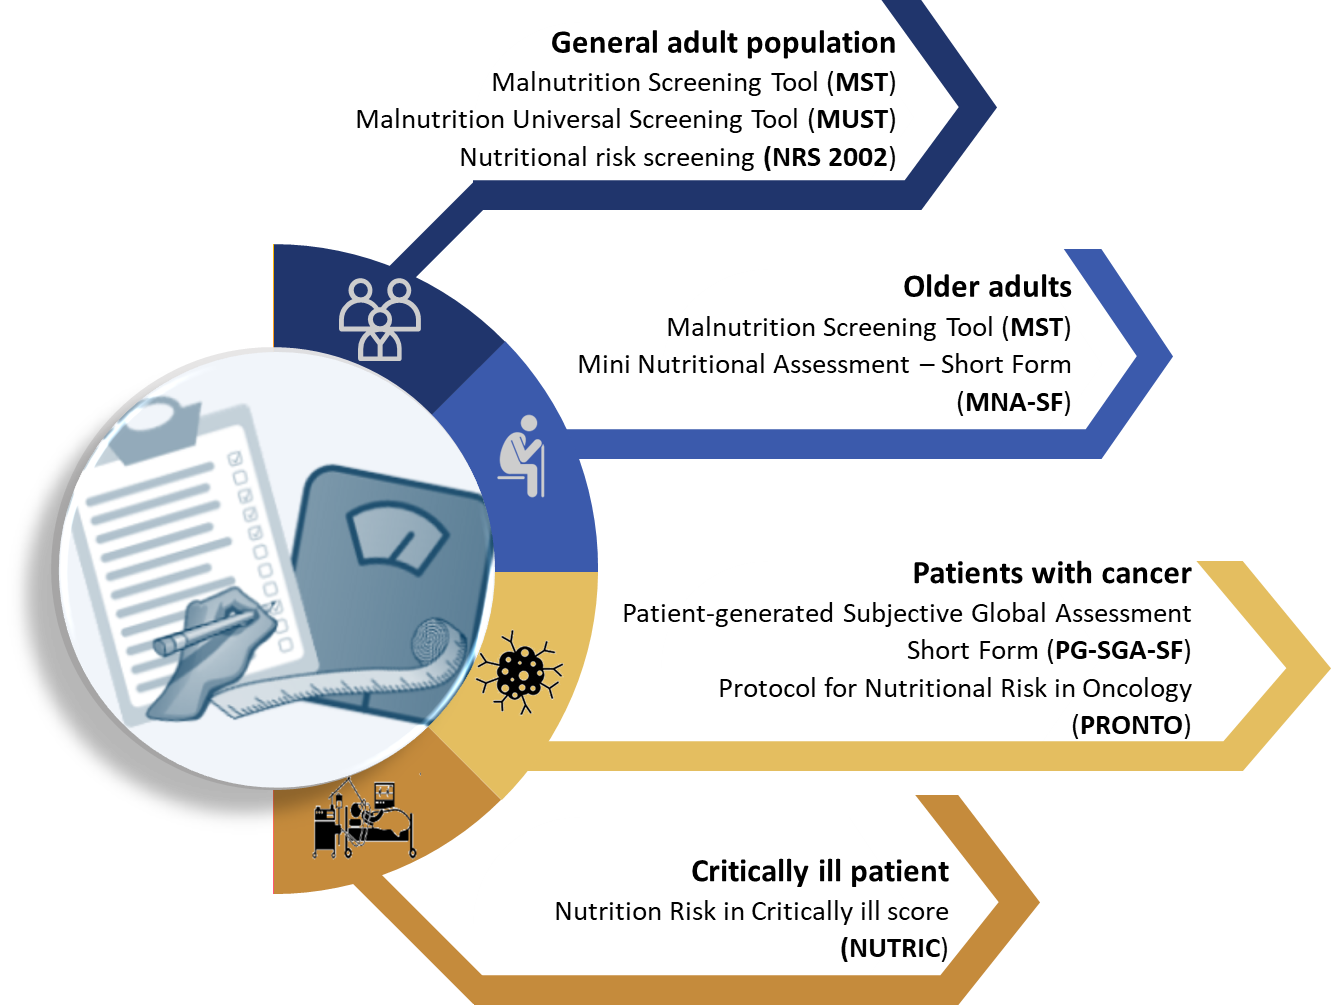 General adult population
Malnutrition Screening Tool (MST)
Malnutrition Universal Screening Tool (MUST)
Nutritional risk screening (NRS 2002)
Older adults
Malnutrition Screening Tool (MST)
Mini Nutritional Assessment – Short Form
(MNA-SF)
Patients with cancer
Patient-generated Subjective Global Assessment
Short Form (PG-SGA-SF)
Protocol for Nutritional Risk in Oncology
(PRONTO)
Critically ill patient
Nutrition Risk in Critically ill score
(NUTRIC)